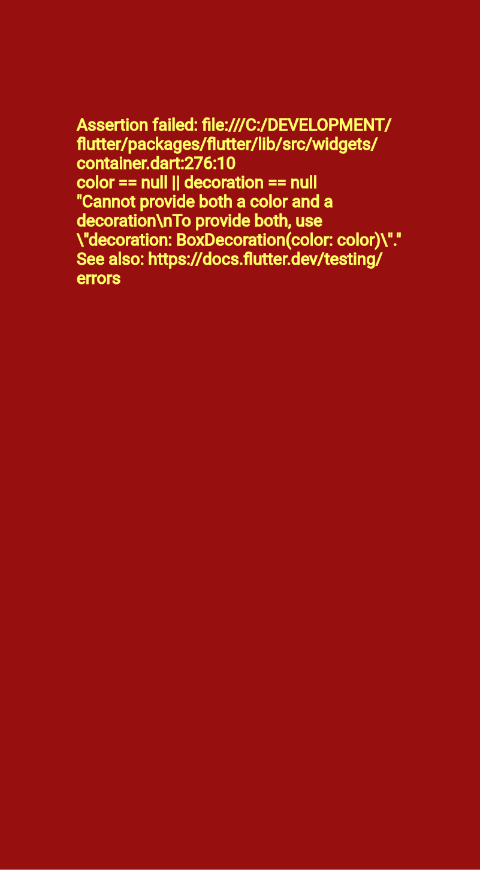 Assertion failed: file:///C:/DEVELOPMENT/
flutter/packages/flutter/lib/src/widgets/
container.dart:276:10
color == null || decoration == null
"Cannot provide both a color and a
decoration\nTo provide both, use
\"decoration: BoxDecoration(color: color)\"."
See also: https://docs.flutter.dev/testing/
errors